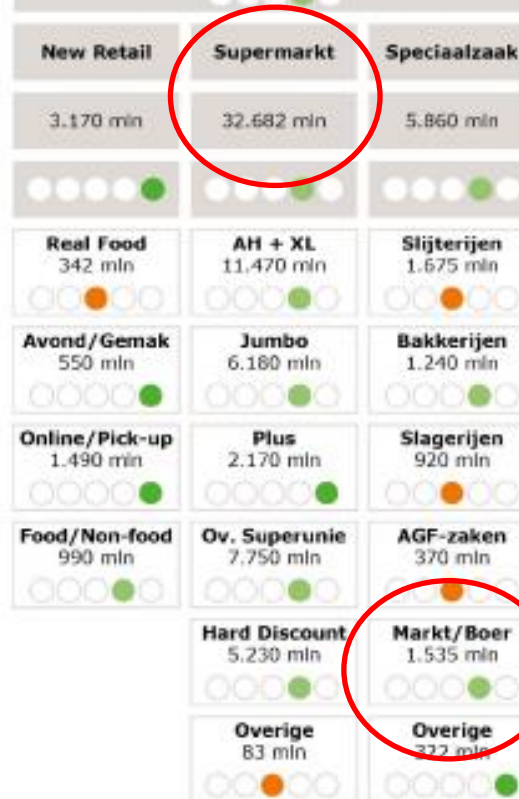 New Retail
Supermarkt
Speciaalzaak
3.170 mln
32.682 mln
5.860 mln
Real Food
342 mln
AH + XL
11.470 mln
Slijterijen
1.675 mln
Avond/Gemak
550 mln
Jumbo
6.180 mln
Bakkerijen
1.240 mln
Online/Pick-up
1.490 mln
Plus
2.170 mln
Slagerijen
920 mln
Food/Non-food
990 mln
Ov. Superunie
7.750 mln
AGF-zaken
370 mln
Hard Discount
5.230 mln
Markt/Boer
1.535 mln
Overige
83 mln
Overige
322 mln